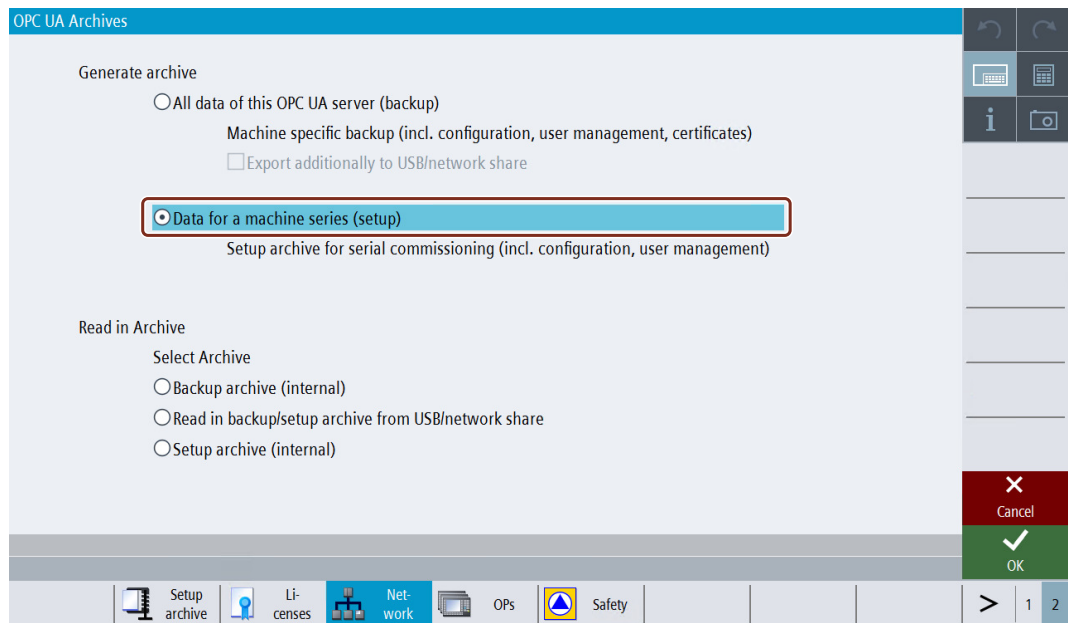 OPC UA Archives
Generate archive
All data of this OPC UA server (backup)
Machine specific backup (incl. configuration, user management, certificates)
Export additionally to USB/network share
Data for a machine series (setup)
Setup archive for serial commissioning (incl. configuration, user management)
Read in Archive
Select Archive
Backup archive (internal)
Read in backup/setup archive from USB/network share
Setup archive (internal)
i
Cancel
OK
Setup
archive
Li-
censes
Net-
work
OPs
Safety
>
1
2